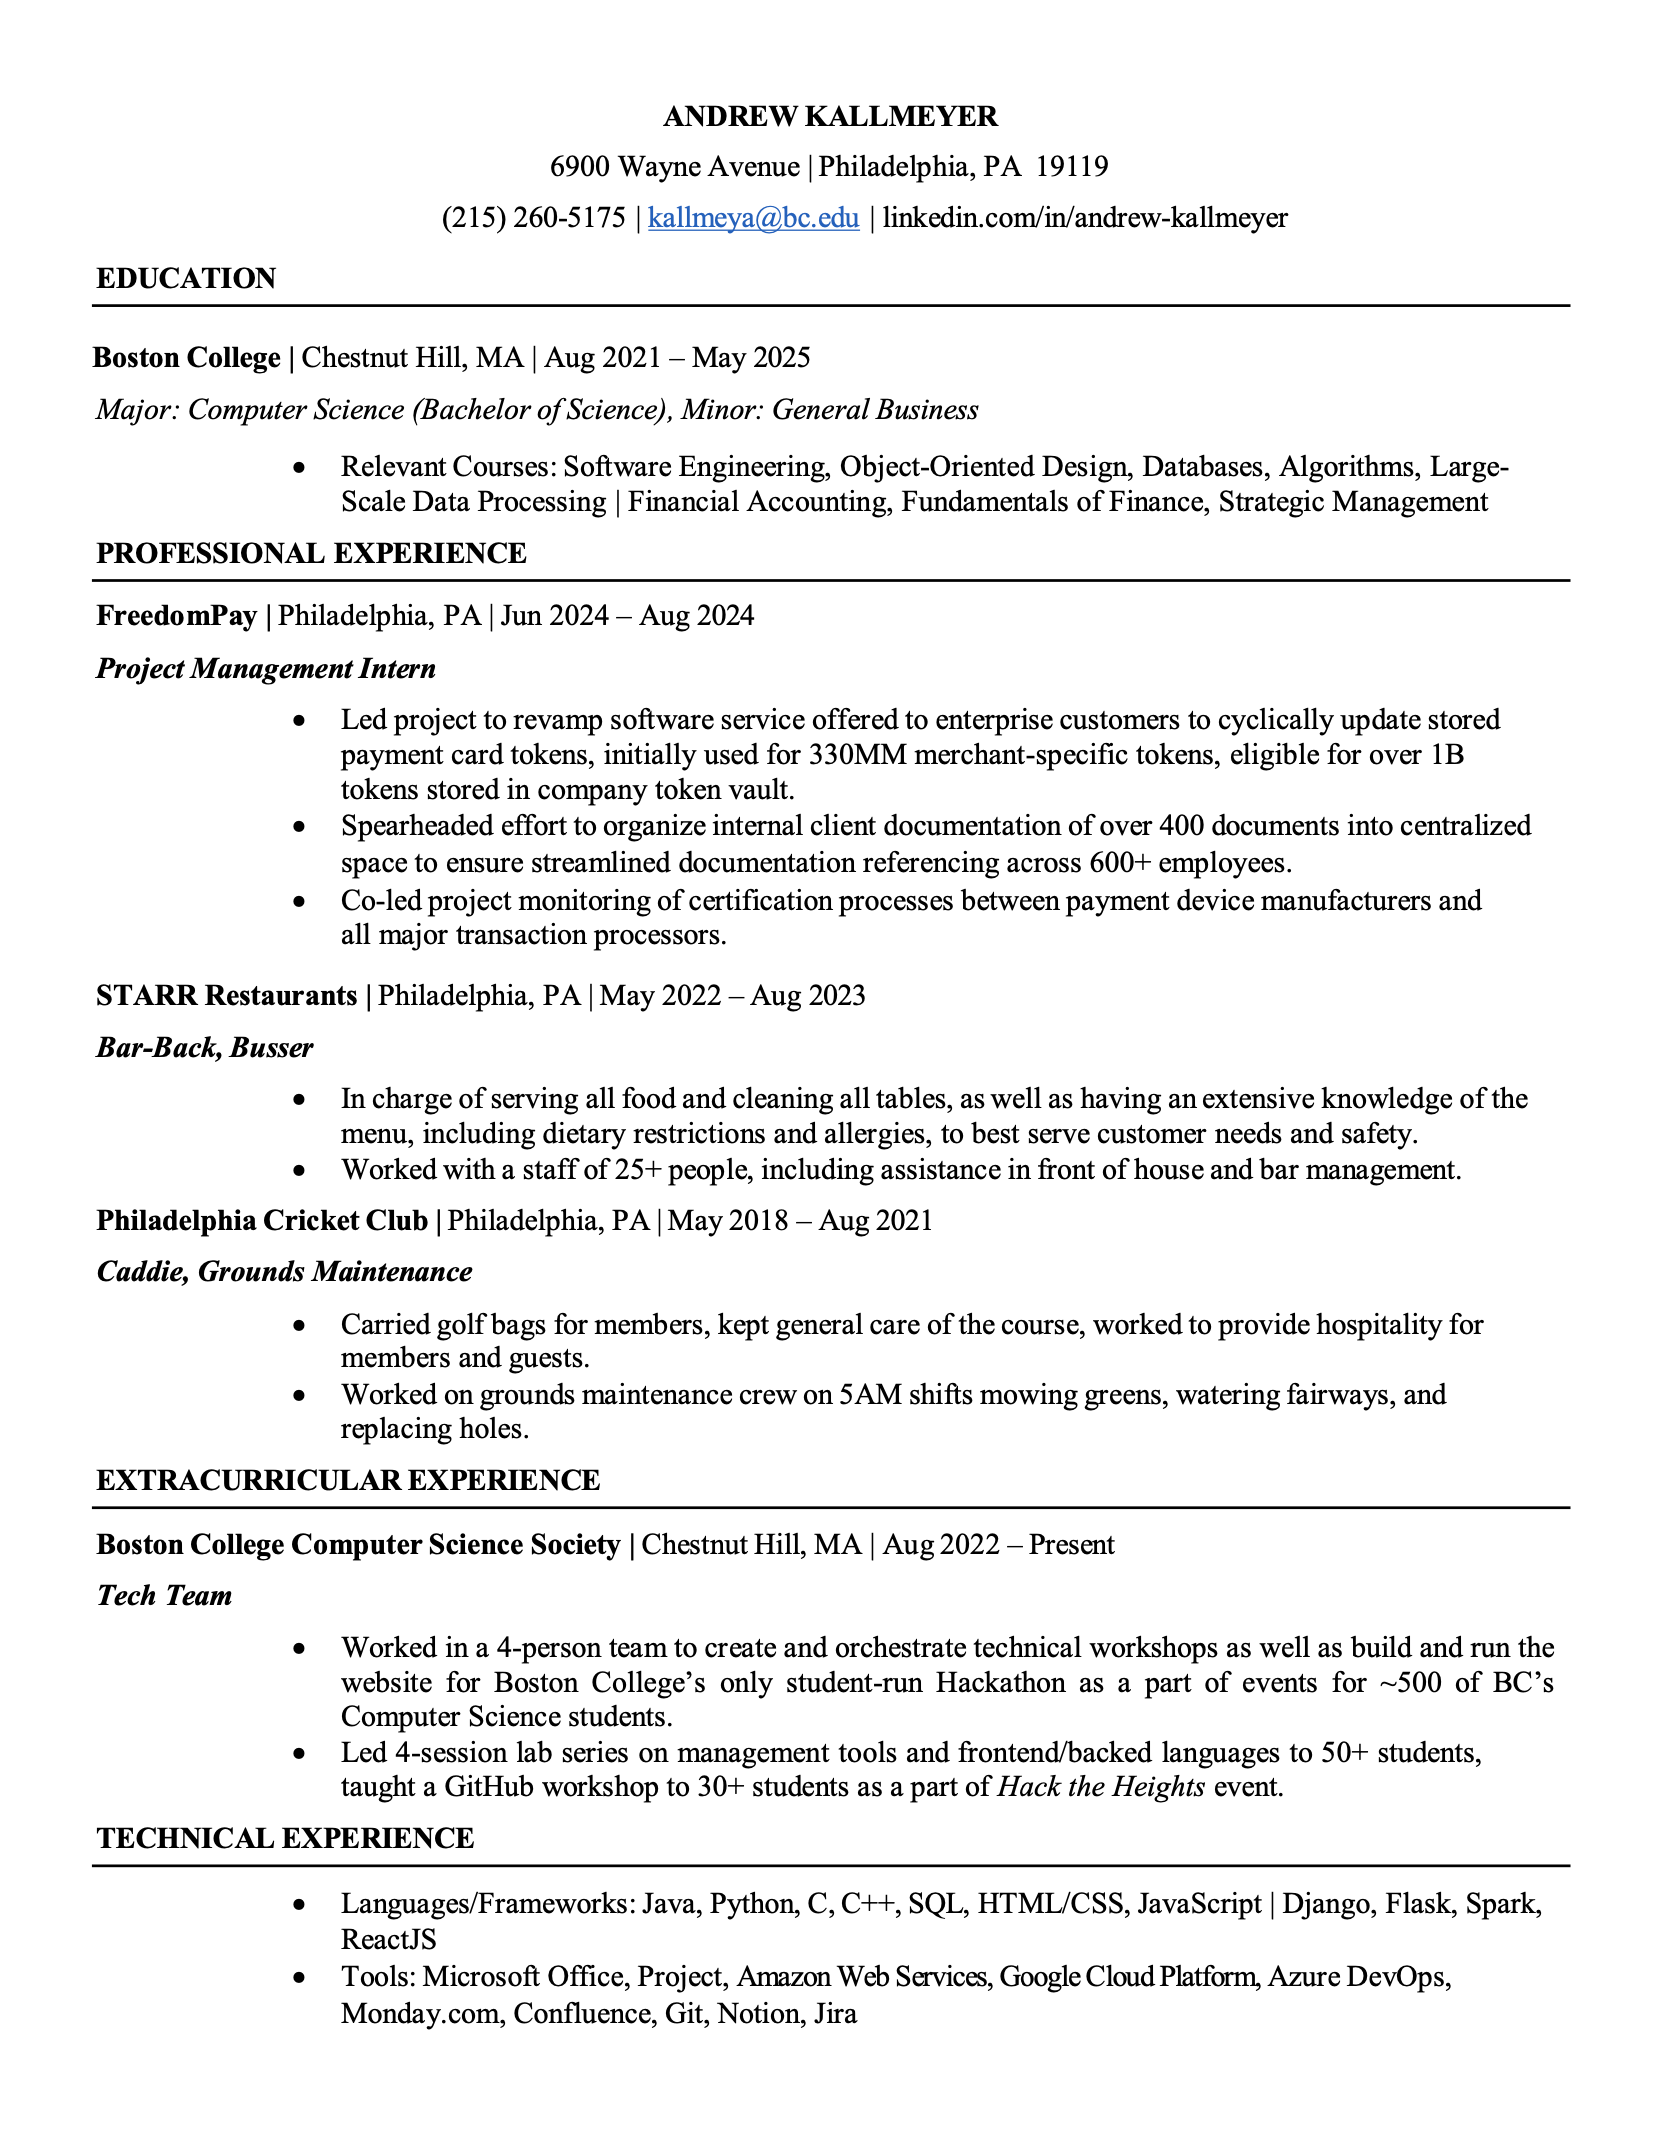 ANDREW KALLMEYER
6900 Wayne Avenue | Philadelphia, PA 19119
(215) 260-5175 | kallmeya@bc.edu | linkedin.com/in/andrew-kallmeyer
EDUCATION
Boston College | Chestnut Hill, MA | Aug 2021 – May 2025
Major: Computer Science (Bachelor of Science), Minor: General Business
• Relevant Courses: Software Engineering, Object-Oriented Design, Databases, Algorithms, Large-
Scale Data Processing | Financial Accounting, Fundamentals of Finance, Strategic Management
PROFESSIONAL EXPERIENCE
FreedomPay | Philadelphia, PA | Jun 2024 – Aug 2024
Project Management Intern
• Led project to revamp software service offered to enterprise customers to cyclically update stored
payment card tokens, initially used for 330MM merchant-specific tokens, eligible for over 1B
tokens stored in company token vault.
• Spearheaded effort to organize internal client documentation of over 400 documents into centralized
space to ensure streamlined documentation referencing across 600+ employees.
• Co-led project monitoring of certification processes between payment device manufacturers and
all major transaction processors.
STARR Restaurants | Philadelphia, PA | May 2022 – Aug 2023
Bar-Back, Busser
• In charge of serving all food and cleaning all tables, as well as having an extensive knowledge of the
menu, including dietary restrictions and allergies, to best serve customer needs and safety.
• Worked with a staff of 25+ people, including assistance in front of house and bar management.
Philadelphia Cricket Club | Philadelphia, PA | May 2018 – Aug 2021
Caddie, Grounds Maintenance
• Carried golf bags for members, kept general care of the course, worked to provide hospitality for
members and guests.
• Worked on grounds maintenance crew on 5AM shifts mowing greens, watering fairways, and
replacing holes.
EXTRACURRICULAR EXPERIENCE
Boston College Computer Science Society | Chestnut Hill, MA | Aug 2022 – Present
Tech Team
• Worked in a 4-person team to create and orchestrate technical workshops as well as build and run the
website for Boston College’s only student-run Hackathon as a part of events for ~500 of BC’s
Computer Science students.
• Led 4-session lab series on management tools and frontend/backed languages to 50+ students,
taught a GitHub workshop to 30+ students as a part of Hack the Heights event.
TECHNICAL EXPERIENCE
• Languages/Frameworks: Java, Python, C, C++, SQL, HTML/CSS, JavaScript | Django, Flask, Spark,
ReactJS
• Tools: Microsoft Office, Project, Amazon Web Services, Google Cloud Platform, Azure DevOps,
Monday.com, Confluence, Git, Notion, Jira